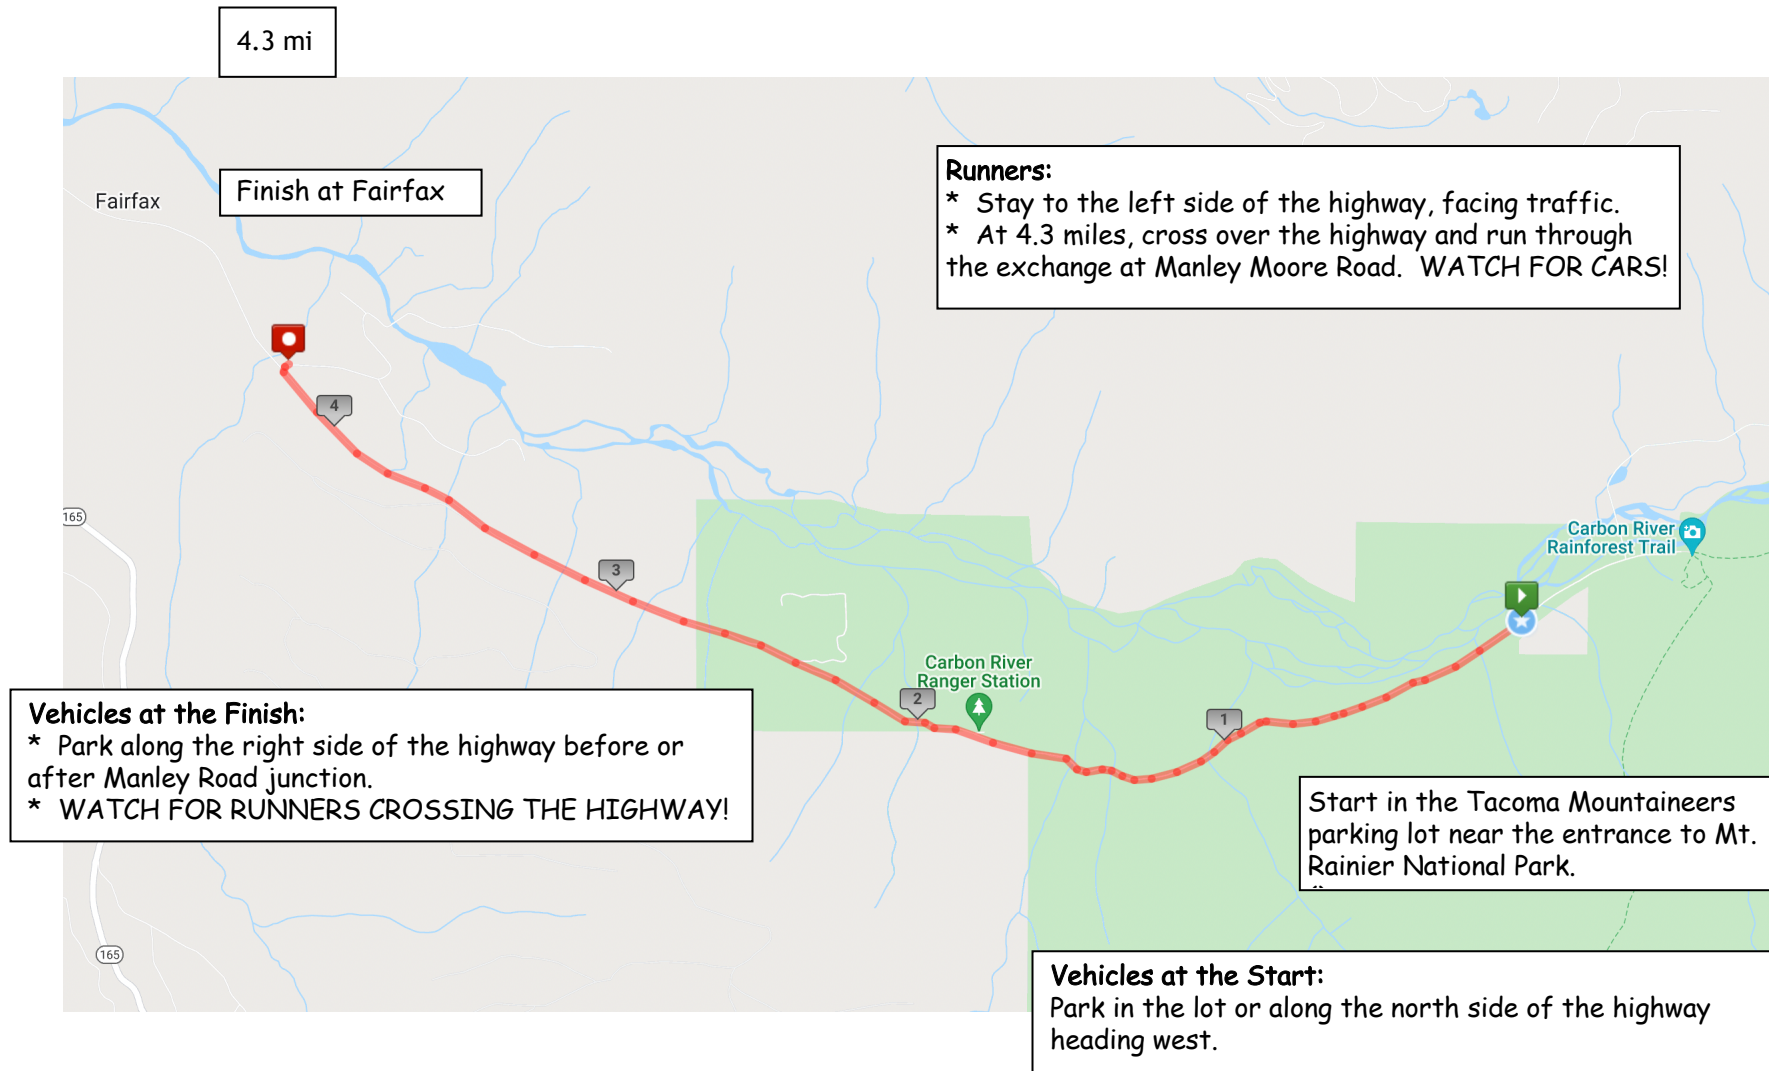 4.3 mi
Fairfax
Finish at Fairfax
Runners:
* Stay to the left side of the highway, facing traffic.
* At 4.3 miles, cross over the highway and run through
the exchange at Manley Moore Road. WATCH FOR CARS!
4
165
3
Carbon River
Rainforest Trail
Carbon River
Ranger Station
2
1
Vehicles at the Finish:
* Park along the right side of the highway before or
after Manley Road junction.
* WATCH FOR RUNNERS CROSSING THE HIGHWAY!
Start in the Tacoma Mountaineers
parking lot near the entrance to Mt.
Rainier National Park.
165
Vehicles at the Start:
Park in the lot or along the north side of the highway
heading west.